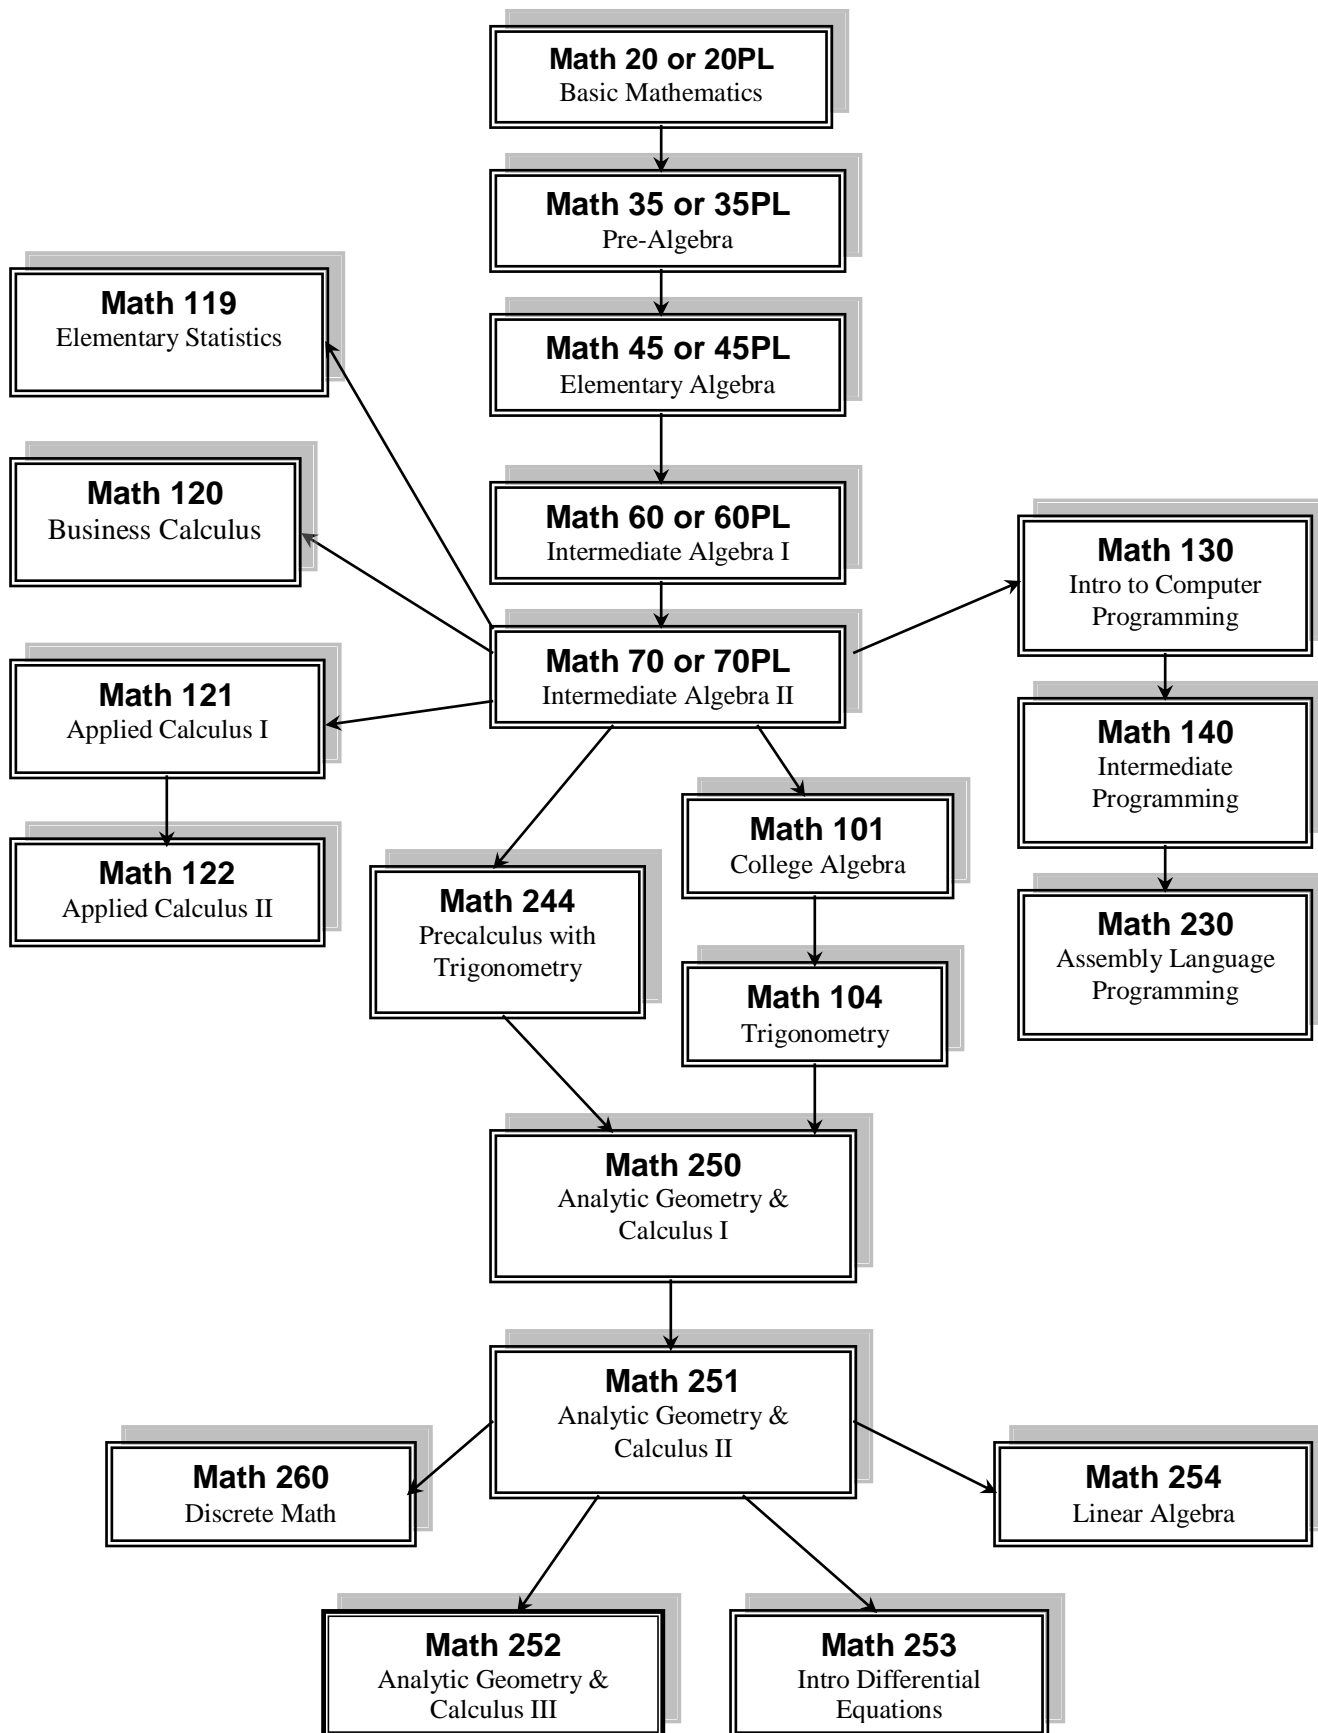 Math 20 or 20PL
Basic Mathematics
Math 35 or 35PL
Pre-Algebra
Math 119
Elementary Statistics
Math 45 or 45PL
Elementary Algebra
Math 120
Business Calculus
Math 60 or 60PL
Intermediate Algebra I
Math 130
Intro to Computer
Programming
Math 70 or 70PL
Intermediate Algebra II
Math 121
Applied Calculus I
Math 140
Intermediate
Programming
Math 101
College Algebra
Math 122
Applied Calculus II
Math 244
Precalculus with
Trigonometry
Math 230
Assembly Language
Programming
Math 104
Trigonometry
Math 250
Analytic Geometry &
Calculus I
Math 251
Analytic Geometry &
Calculus II
Math 260
Discrete Math
Math 254
Linear Algebra
Math 252
Analytic Geometry &
Calculus III
Math 253
Intro Differential
Equations